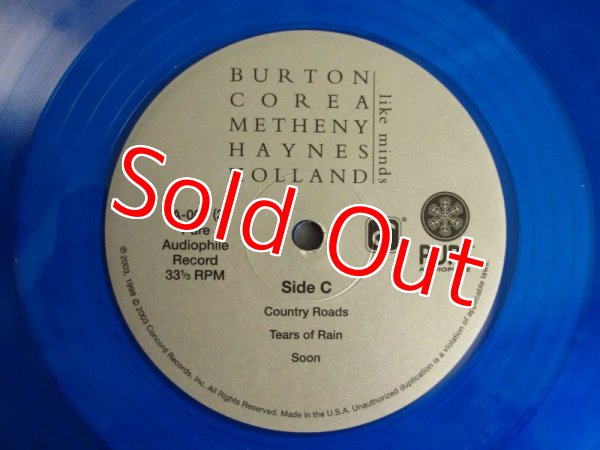 BURTON
COREA
METHENY
HAYNES
HOLLAND
like minds
Pure
Audiophile
Record
33⅓ RPM
Sold Out
Side C
Country Roads
Tears of Rain
Soon
℗ 2003, 1998 © 2003 Concord Records, Inc. All Rights Reserved. Made in the U.S.A. Unauthorized duplication is a violation of applicable laws.